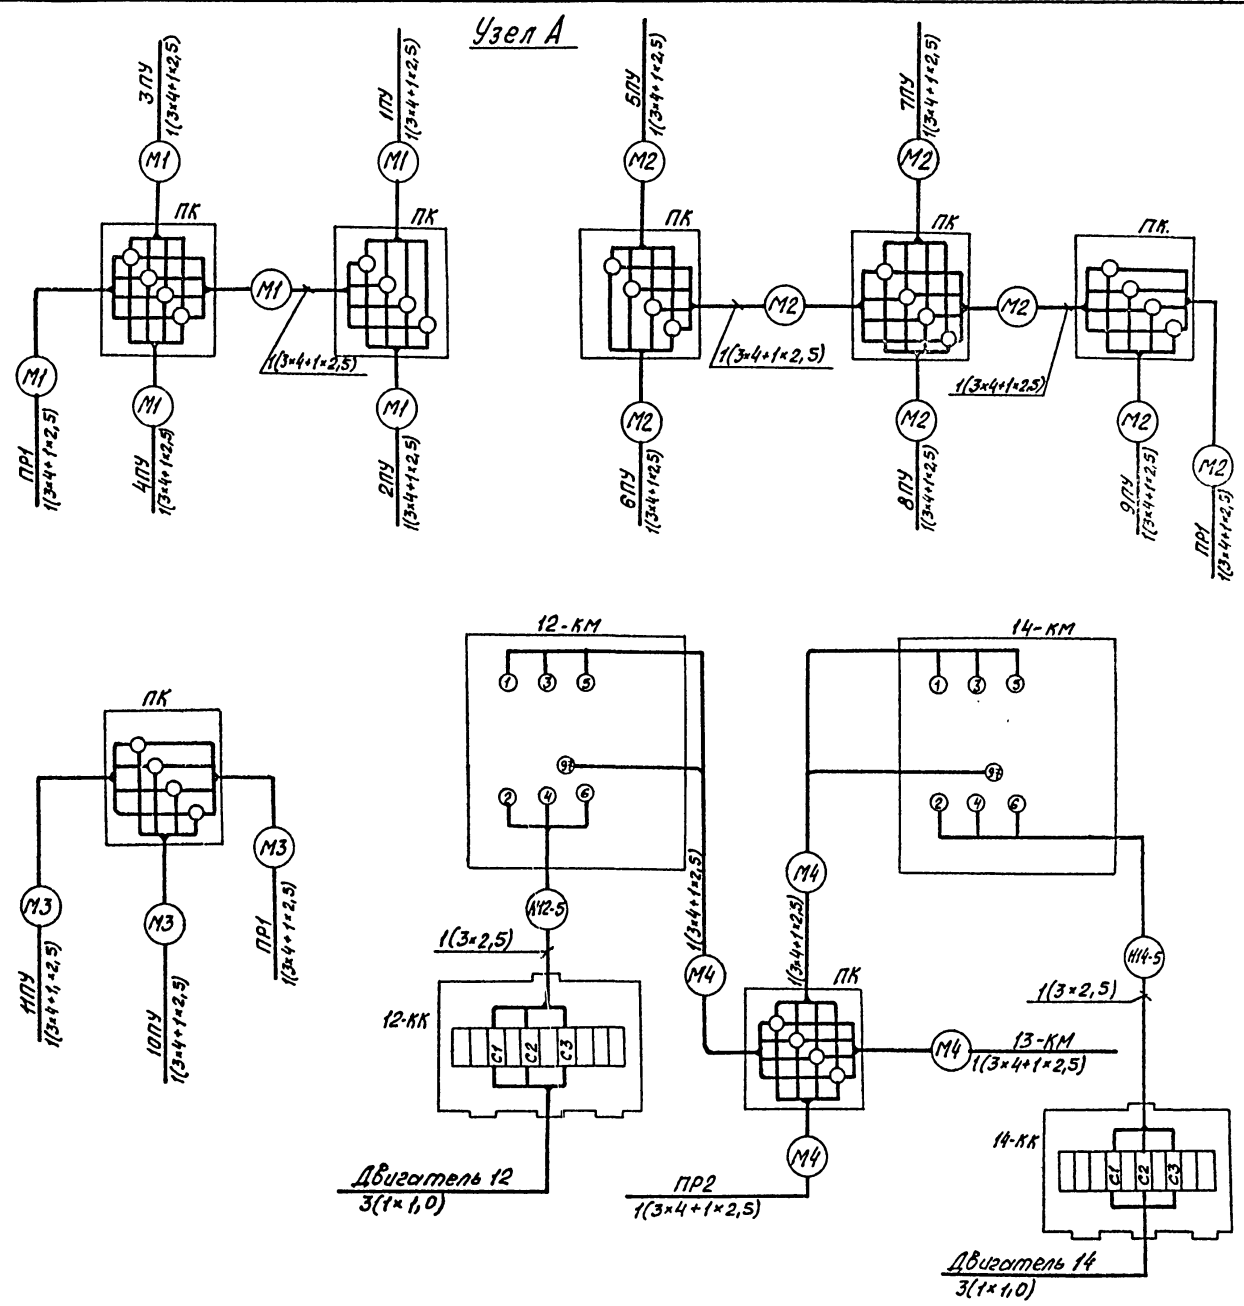 Узел А
3ПУ
1(3×4+1×2,5)
1ПУ
1(3×4+1×2,5)
5ПУ
1(3×4+1×2,5)
7ПУ
1(3×4+1×2,5)
М1
М1
М2
М2
ПК
ПК
ПК
ПК
ПК.
М1
М2
М2
1(3×4+1×2,5)
1(3×4+1×2,5)
1(3×4+1×2,5)
М1
М1
М1
М2
М2
М2
М2
ПР1
1(3×4+1×2,5)
4ПУ
1(3×4+1×2,5)
2ПУ
1(3×4+1×2,5)
6ПУ
1(3×4+1×2,5)
8ПУ
1(3×4+1×2,5)
9ПУ
1(3×4+1×2,5)
ПР1
1(3×4+1×2,5)
ПК
М3
М3
М3
11ПУ
1(3×4+1,×2,5)
10ПУ
1(3×4+1×2,5)
ПР1
1(3×4+1×2,5)
12-КМ
1 3 5
97
2 4 6
14-КМ
1 3 5
97
2 4 6
А12-5
1(3×2,5)
1(3×4+1×2,5)
М4
М4
1(3×4+1×2,5)
Н14-5
1(3×2,5)
12-КК
С1 С2 С3
ПК
М4
13-КМ
1(3×4+1×2,5)
М4
14-КК
С1 С2 С3
Двигатель 12
3(1×1,0)
ПР2
1(3×4+1×2,5)
Двигатель 14
3(1×1,0)